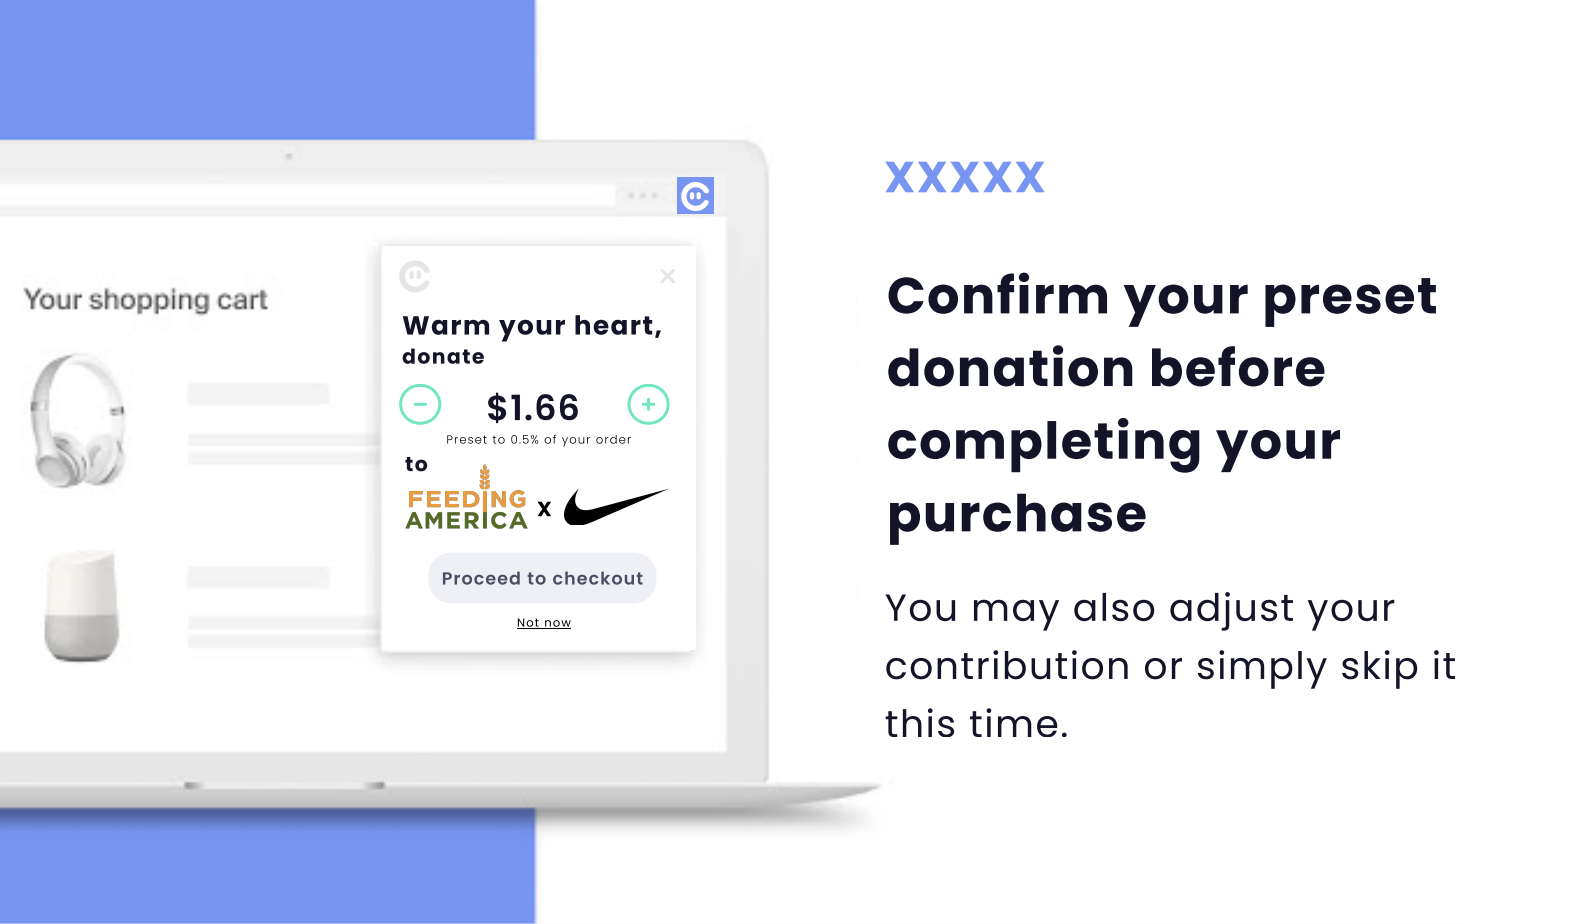 Your shopping cart
Warm your heart,
donate
$1.66
Preset to 0.5% of your order
to
FEEDING
AMERICA
x
Proceed to checkout
Not now
XXXXX
Confirm your preset
donation before
completing your
purchase
You may also adjust your
contribution or simply skip it
this time.